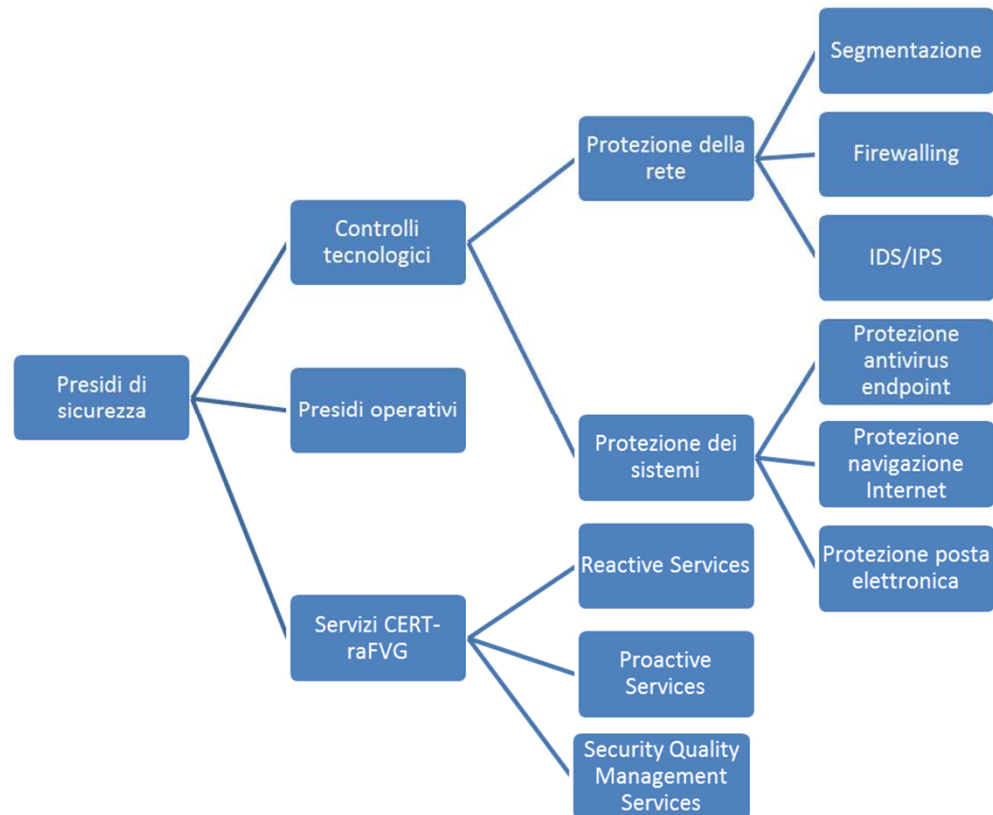 Presidi di
sicurezza
Controlli
tecnologici
Presidi operativi
Servizi CERT-
raFVG
Protezione della
rete
Protezione dei
sistemi
Reactive Services
Proactive
Services
Security Quality
Management
Services
Segmentazione
Firewalling
IDS/IPS
Protezione
antivirus
endpoint
Protezione
navigazione
Internet
Protezione posta
elettronica